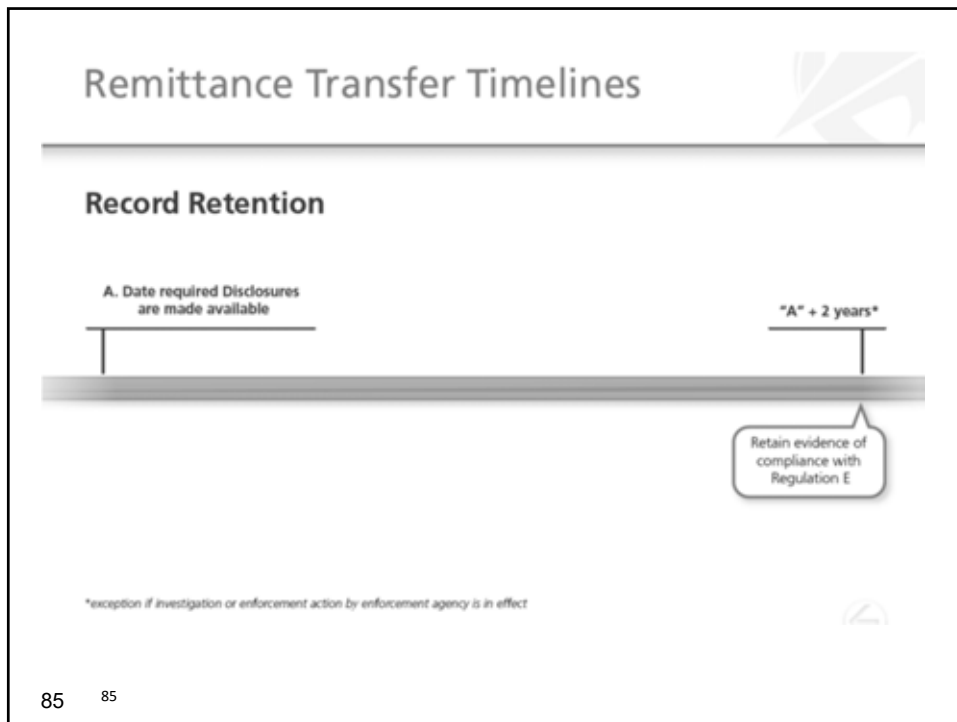 Remittance Transfer Timelines
Record Retention
A. Date required Disclosures
are made available
"A" + 2 years*
Retain evidence of
compliance with
Regulation E
*exception if investigation or enforcement action by enforcement agency is in effect
85 85